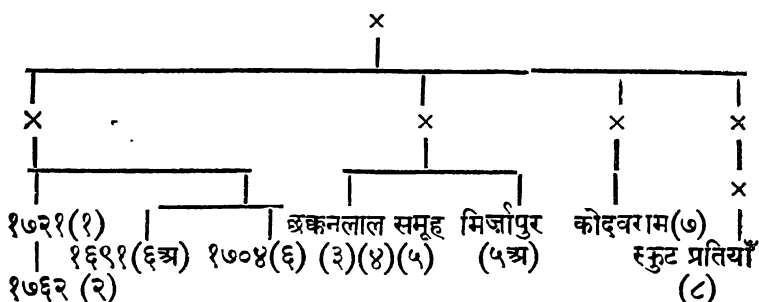 ×
× × × ×
×
१७२१(१) छक्कनलाल समूह मिर्जापुर कोदवराम(७)
१६९१(६अ) १७०४(६) (३)(४)(५) (५अ) स्फुट प्रतियाँ
१७६२ (२) (८)